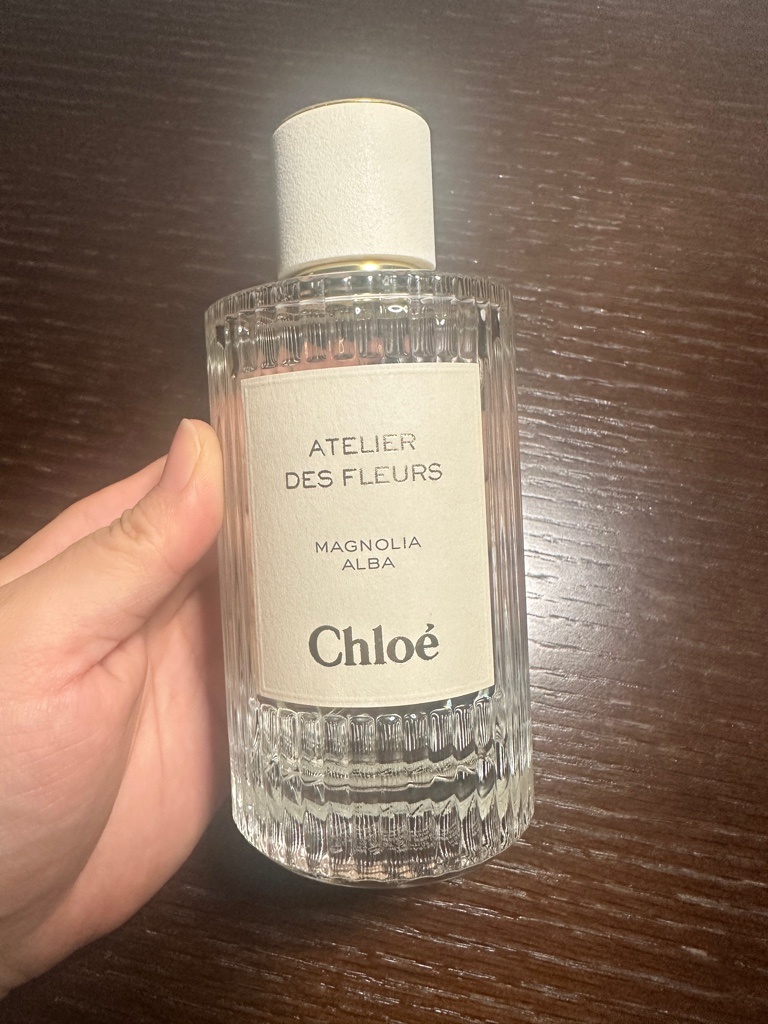 ATELIER
DES FLEURS
MAGNOLIA
ALBA
Chloé